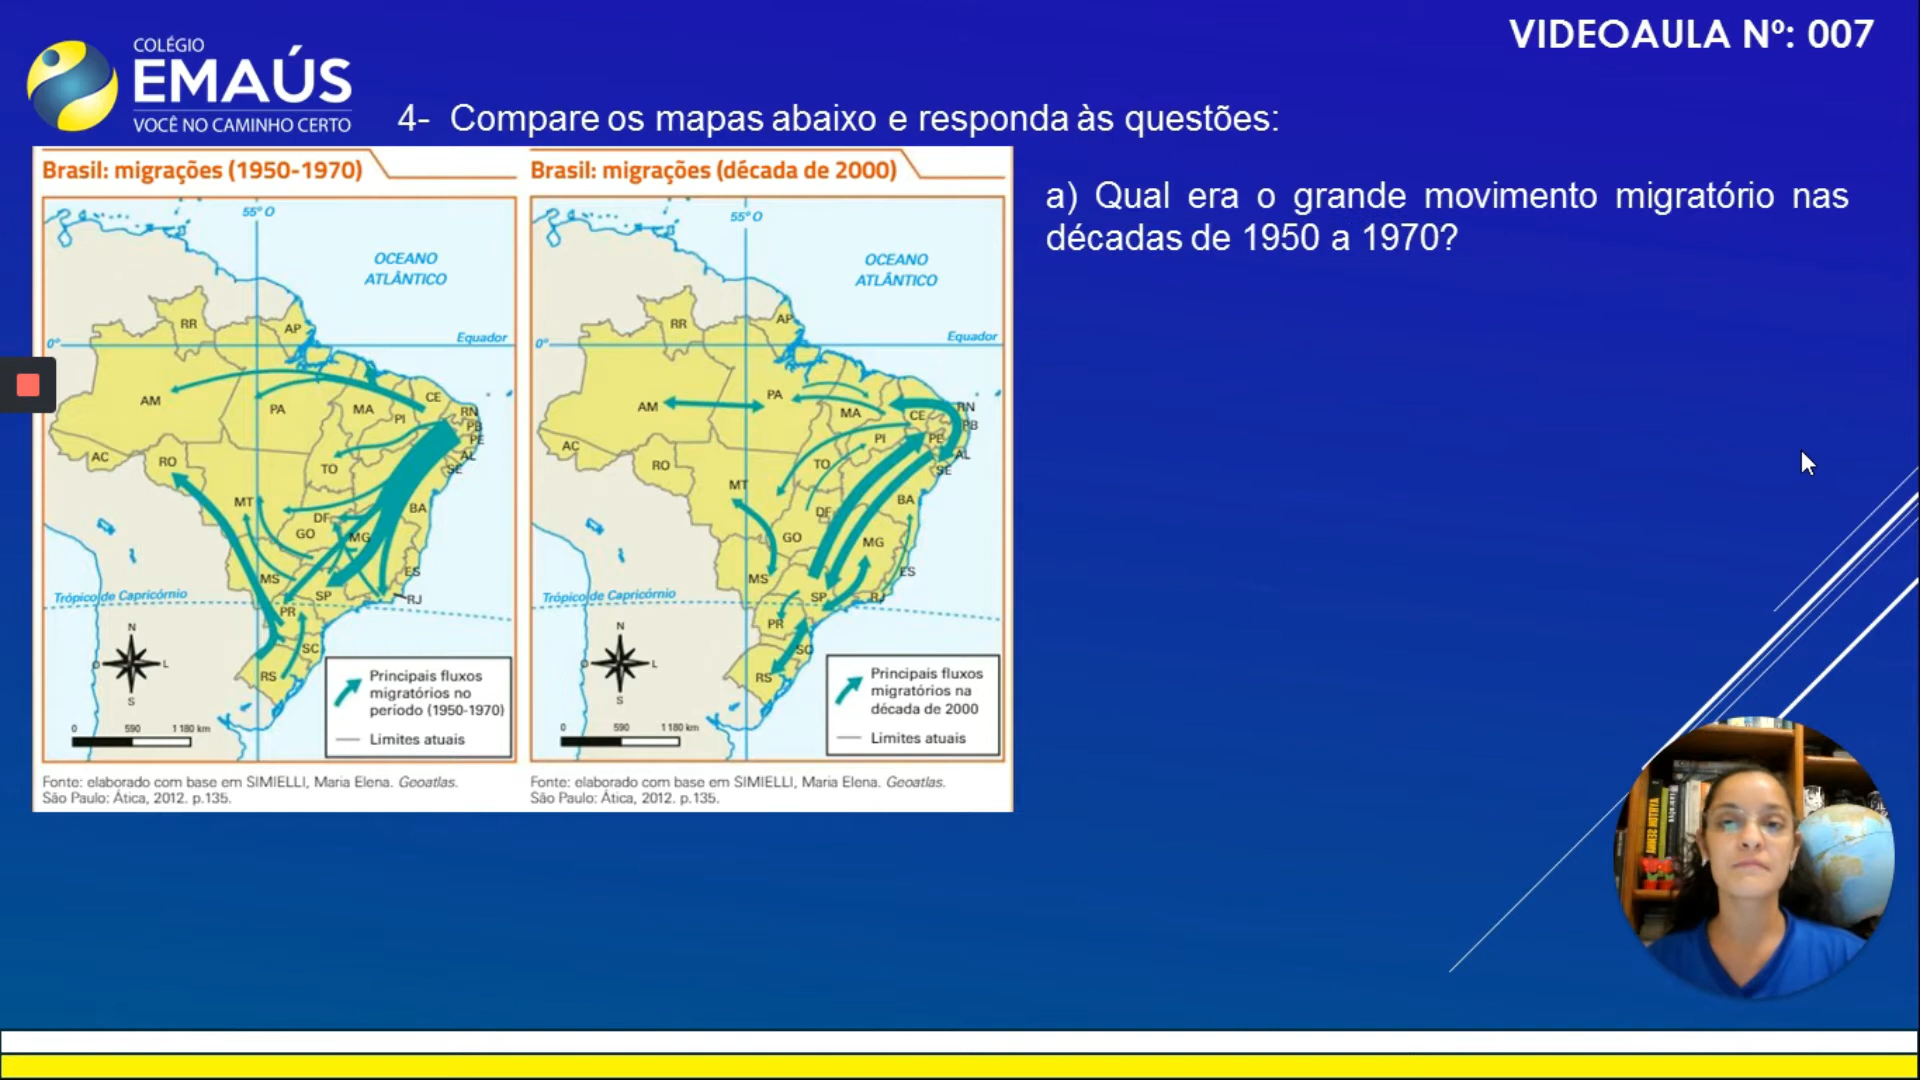 VIDEOAULA Nº: 007
COLÉGIO
EMAÚS
VOCÊ NO CAMINHO CERTO
4- Compare os mapas abaixo e responda às questões:
Brasil: migrações (1950-1970)
55° O
OCEANO
ATLÂNTICO
RR
AP
Equador
0°
AM
PA
MA
CE
PI
RN
PB
PE
AL
SE
AC
RO
TO
MT
BA
DF
GO
MG
ES
MS
SP
RJ
Trópico de Capricórnio
PR
SC
RS
N
O
L
S
0 590 1 180 km
Principais fluxos
migratórios no
período (1950-1970)
Limites atuais
Fonte: elaborado com base em SIMIELLI, Maria Elena. Geoatlas.
São Paulo: Ática, 2012. p.135.
Brasil: migrações (década de 2000)
55° O
OCEANO
ATLÂNTICO
RR
AP
Equador
0°
AM
PA
MA
CE
RN
PB
PI
PE
AL
SE
AC
RO
TO
MT
BA
DF
GO
MG
ES
MS
SP
RJ
Trópico de Capricórnio
PR
SC
RS
N
O
L
S
0 590 1 180 km
Principais fluxos
migratórios na
década de 2000
Limites atuais
Fonte: elaborado com base em SIMIELLI, Maria Elena. Geoatlas.
São Paulo: Ática, 2012. p.135.
a) Qual era o grande movimento migratório nas
décadas de 1950 a 1970?